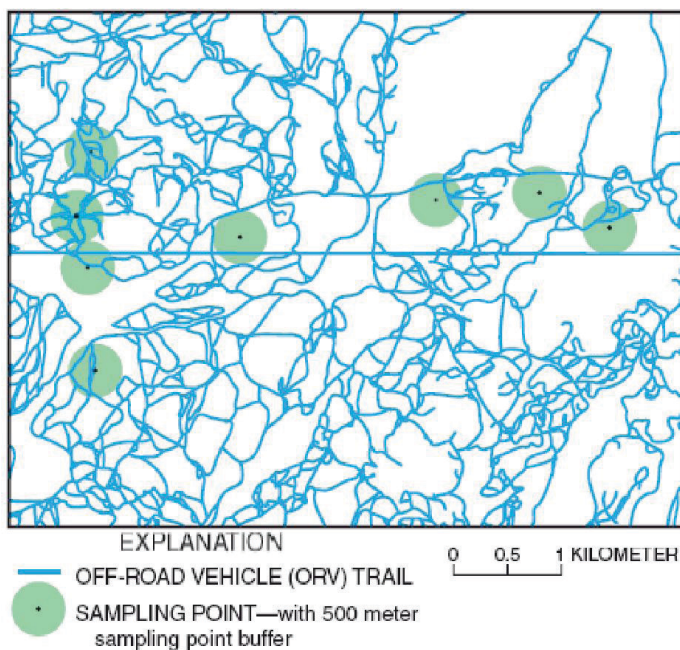 EXPLANATION
OFF-ROAD VEHICLE (ORV) TRAIL
0 0.5 1 KILOMETER
SAMPLING POINT—with 500 meter
sampling point buffer